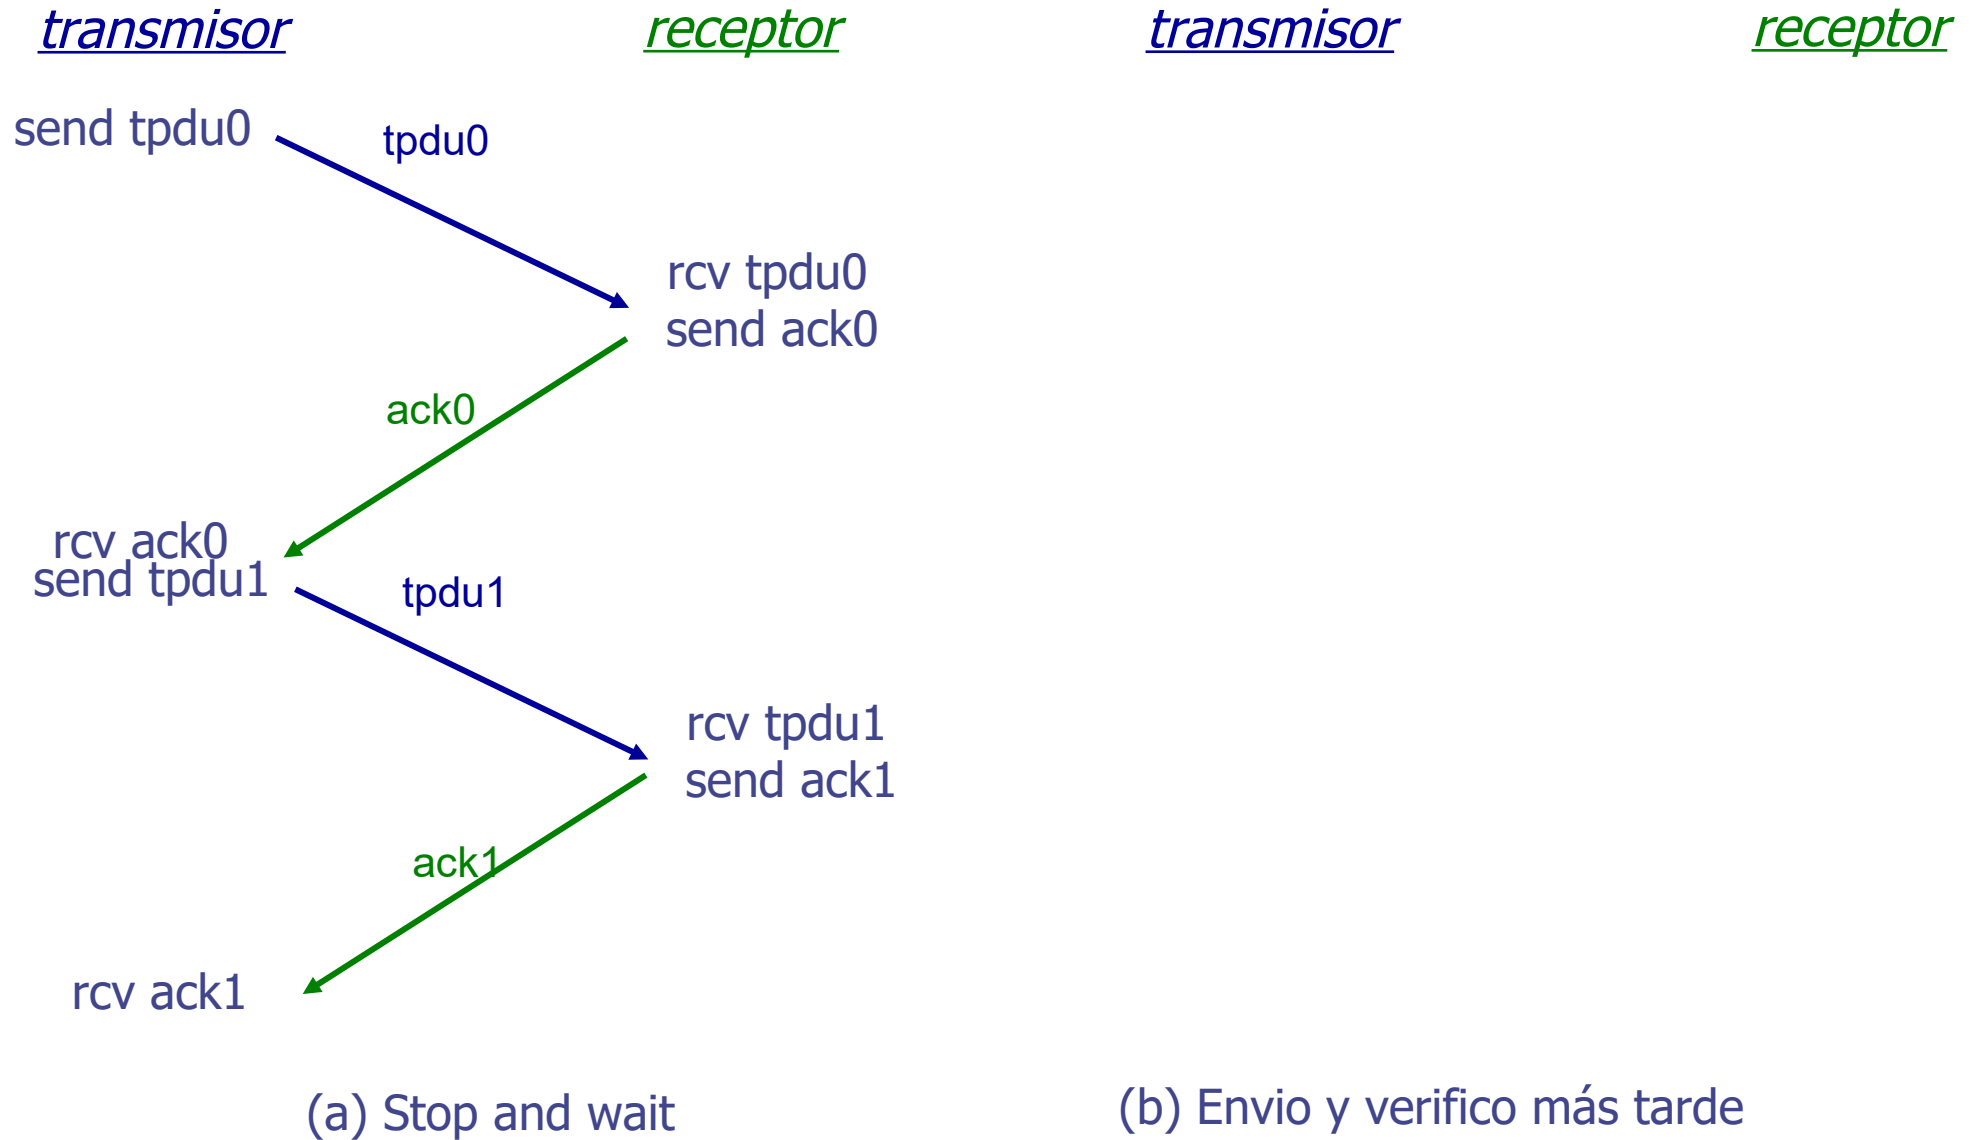 transmisor
receptor
transmisor
receptor
send tpdu0
tpdu0
rcv tpdu0
send ack0
ack0
rcv ack0
send tpdu1
tpdu1
rcv tpdu1
send ack1
ack1
rcv ack1
(a) Stop and wait
(b) Envio y verifico más tarde